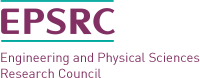 EPSRC
Engineering and Physical Sciences
Research Council